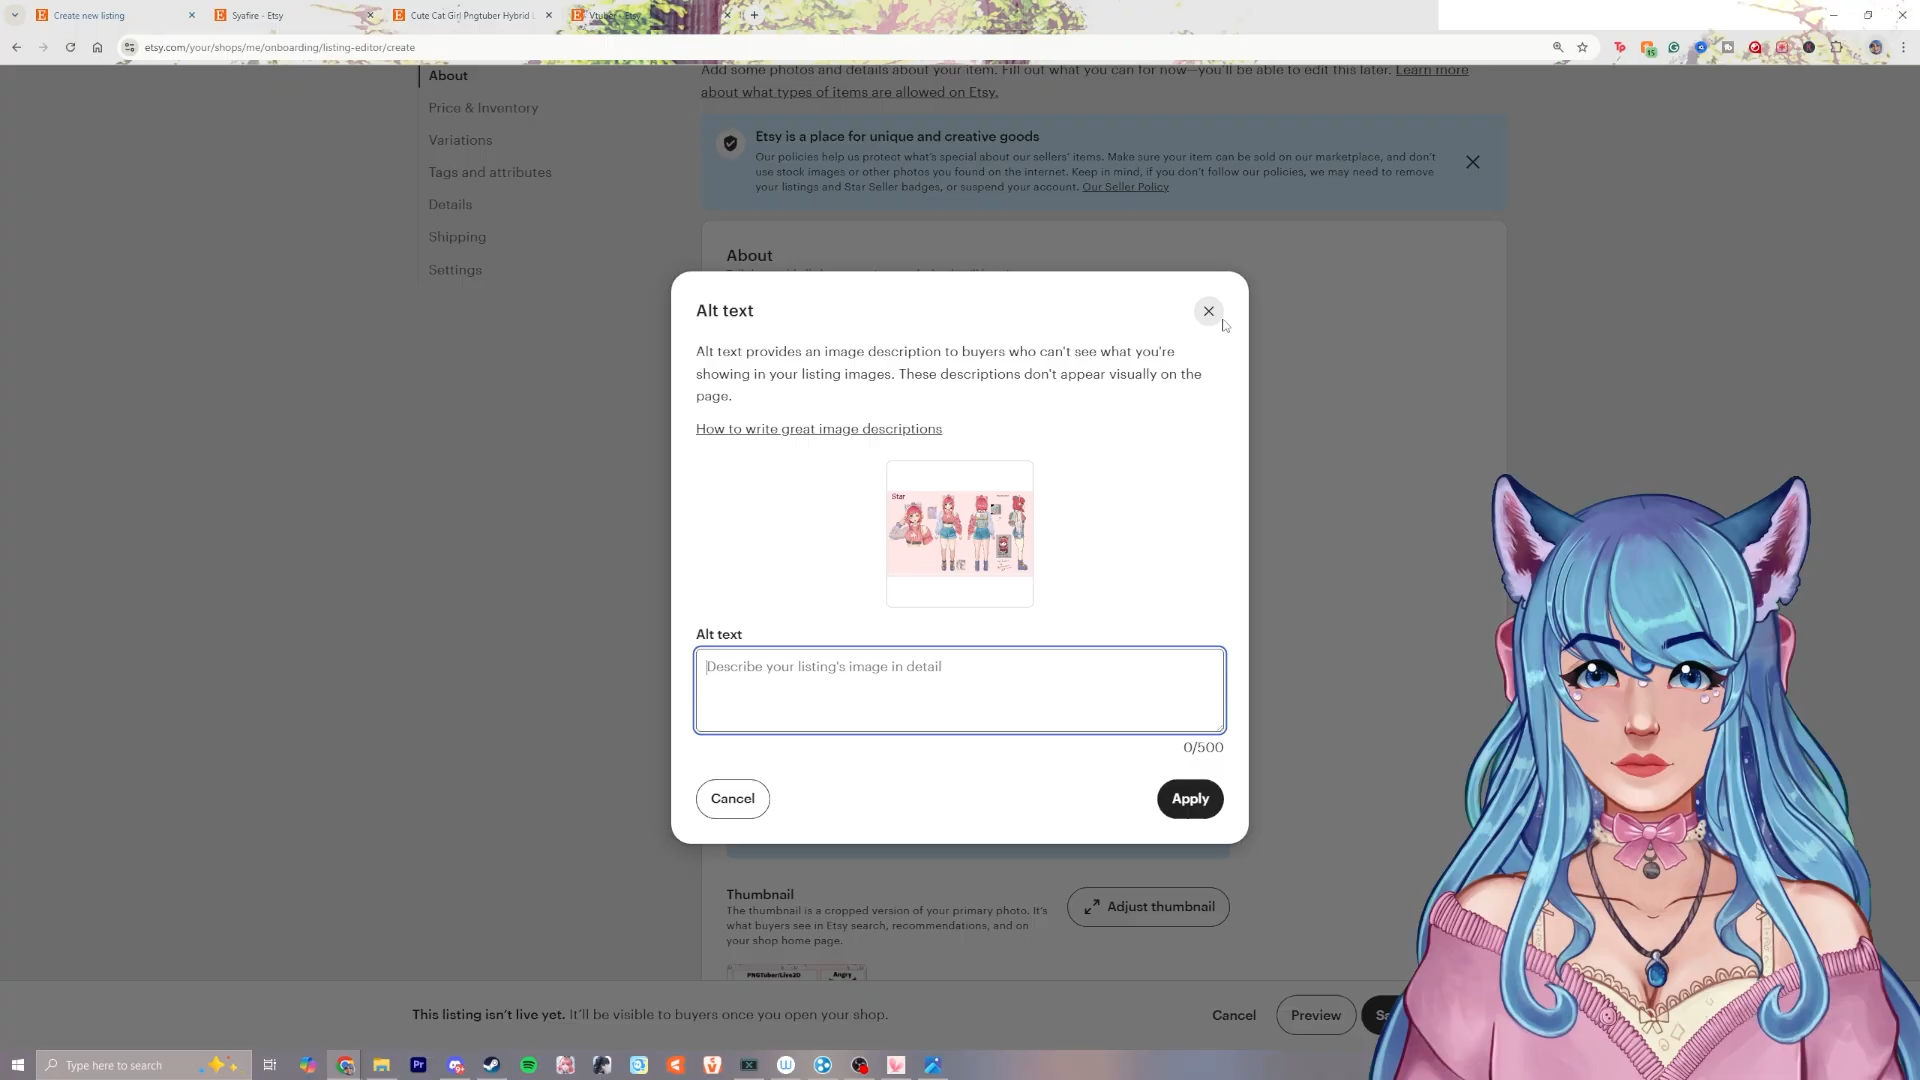 Create new listing
Syafire - Etsy
Cute Cat Girl Pngtuber Hybrid
Vtuber - Etsy
etsy.com/your/shops/me/onboarding/listing-editor/create
About
Price & Inventory
Variations
Tags and attributes
Details
Shipping
Settings
Add some photos and details about your item. Fill out what you can for now—you'll be able to edit this later. Learn more
about what types of items are allowed on Etsy.
Etsy is a place for unique and creative goods
Our policies help us protect what's special about our sellers' items. Make sure your item can be sold on our marketplace, and don't
use stock images or other photos you found on the internet. Keep in mind, if you don't follow our policies, we may need to remove
your listings and Star Seller badges, or suspend your account. Our Seller Policy
About
Alt text
Alt text provides an image description to buyers who can't see what you're
showing in your listing images. These descriptions don't appear visually on the
page.
How to write great image descriptions
Star
Alt text
Describe your listing's image in detail
0/500
Cancel
Apply
Thumbnail
The thumbnail is a cropped version of your primary photo. It's
what buyers see in Etsy search, recommendations, and on
your shop home page.
Adjust thumbnail
PNGTuber/Live2D
Angry
This listing isn't live yet. It'll be visible to buyers once you open your shop.
Cancel
Preview
Type here to search